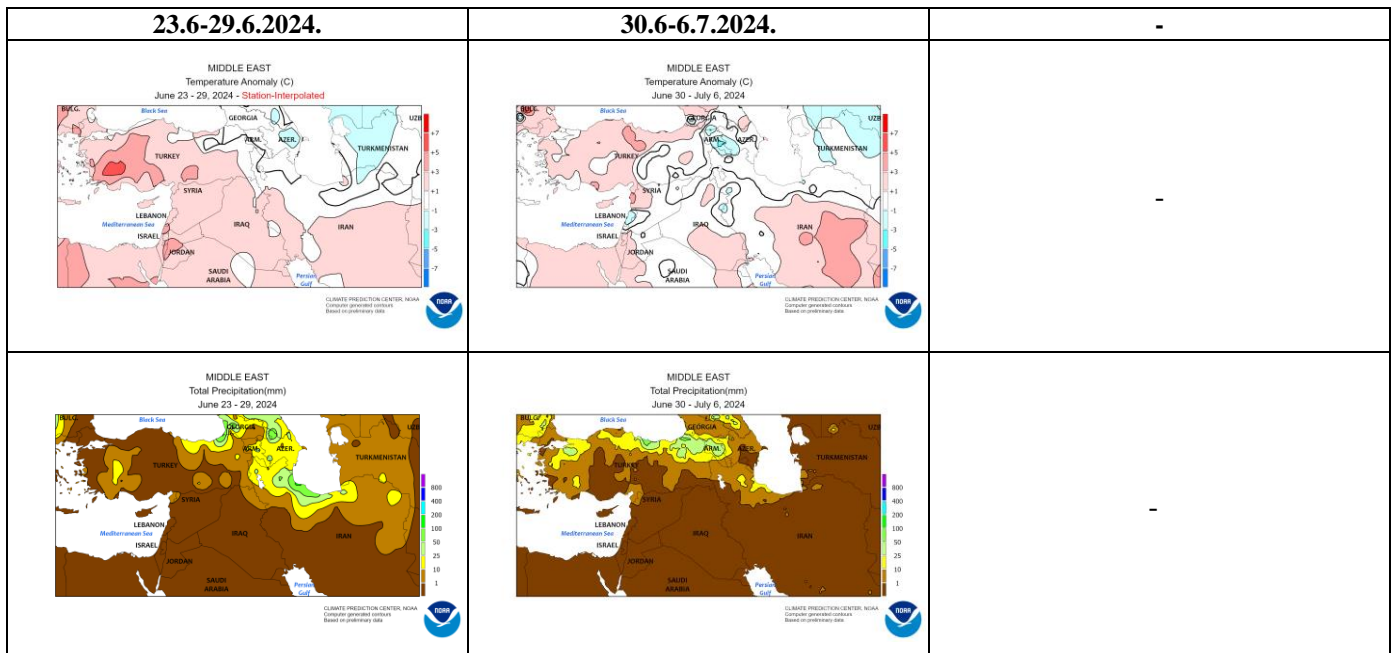 23.6-29.6.2024.
30.6-6.7.2024.
-
MIDDLE EAST
Temperature Anomaly (C)
June 23 - 29, 2024 - Station-Interpolated
BULG.
Black Sea
GEORGIA
UZB
ARM.
AZER.
TURKMENISTAN
TURKEY
SYRIA
LEBANON
Mediterranean Sea
ISRAEL
IRAQ
IRAN
JORDAN
SAUDI
ARABIA
Persian
Gulf
+7
+5
+3
+1
-1
-3
-5
-7
CLIMATE PREDICTION CENTER, NOAA
Computer generated contours
Based on preliminary data
NOAA
MIDDLE EAST
Temperature Anomaly (C)
June 30 - July 6, 2024
BULG.
Black Sea
GEORGIA
UZB
ARM.
AZER.
TURKMENISTAN
TURKEY
SYRIA
LEBANON
Mediterranean Sea
ISRAEL
IRAQ
IRAN
JORDAN
SAUDI
ARABIA
Persian
Gulf
+7
+5
+3
+1
-1
-3
-5
-7
CLIMATE PREDICTION CENTER, NOAA
Computer generated contours
Based on preliminary data
NOAA
-
MIDDLE EAST
Total Precipitation(mm)
June 23 - 29, 2024
BULG.
Black Sea
GEORGIA
UZB
ARM.
AZER.
TURKMENISTAN
TURKEY
SYRIA
LEBANON
Mediterranean Sea
ISRAEL
IRAQ
IRAN
JORDAN
SAUDI
ARABIA
Persian
Gulf
800
400
200
100
50
25
10
1
CLIMATE PREDICTION CENTER, NOAA
Computer generated contours
Based on preliminary data
NOAA
MIDDLE EAST
Total Precipitation(mm)
June 30 - July 6, 2024
BULG.
Black Sea
GEORGIA
UZB
ARM.
AZER.
TURKMENISTAN
TURKEY
SYRIA
LEBANON
Mediterranean Sea
ISRAEL
IRAQ
IRAN
JORDAN
SAUDI
ARABIA
Persian
Gulf
800
400
200
100
50
25
10
1
CLIMATE PREDICTION CENTER, NOAA
Computer generated contours
Based on preliminary data
NOAA
-